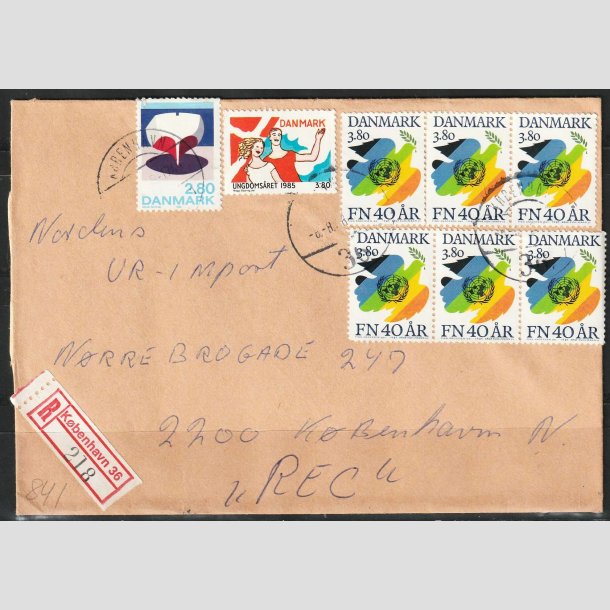 2.80
DANMARK
DANMARK
UNGDOMSÅRET 1985 3.80
DANMARK
3.80
FN 40 ÅR
DANMARK
3.80
FN 40 ÅR
DANMARK
3.80
FN 40 ÅR
DANMARK
3.80
FN 40 ÅR
DANMARK
3.80
FN 40 ÅR
DANMARK
3.80
FN 40 ÅR
Nordens
UR-import
NØRREBROGADE 247
2200 København N.
"REC"
R København 36
218
841